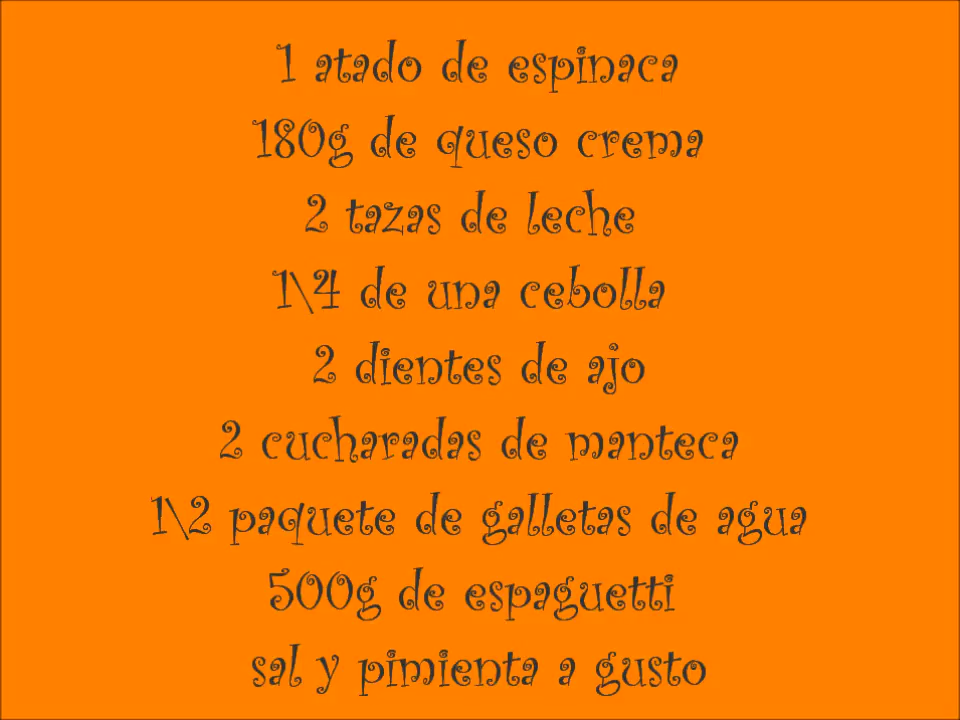 1 atado de espinaca
180g de queso crema
2 tazas de leche
1\4 de una cebolla
2 dientes de ajo
2 cucharadas de manteca
1\2 paquete de galletas de agua
500g de espaguetti
sal y pimienta a gusto